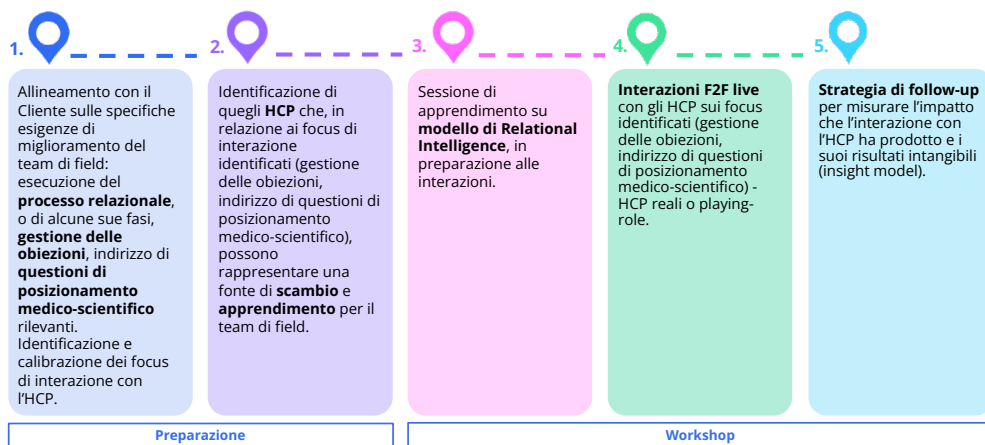 1.
Allineamento con il
Cliente sulle specifiche
esigenze di
miglioramento del
team di field:
esecuzione del
processo relazionale,
o di alcune sue fasi,
gestione delle
obiezioni, indirizzo di
questioni di
posizionamento
medico-scientifico
rilevanti.
Identificazione e
calibrazione dei focus
di interazione con
l'HCP.
2.
Identificazione di
quegli HCP che, in
relazione ai focus di
interazione
identificati (gestione
delle obiezioni,
indirizzo di questioni di
posizionamento
medico-scientifico),
possono
rappresentare una
fonte di scambio e
apprendimento per il
team di field.
3.
Sessione di
apprendimento su
modello di Relational
Intelligence, in
preparazione alle
interazioni.
4.
Interazioni F2F live
con gli HCP sui focus
identificati (gestione
delle obiezioni,
indirizzo di questioni
di posizionamento
medico-scientifico) -
HCP reali o playing-
role.
5.
Strategia di follow-up
per misurare l'impatto
che l'interazione con
l'HCP ha prodotto e i
suoi risultati intangibili
(insight model).
Preparazione
Workshop